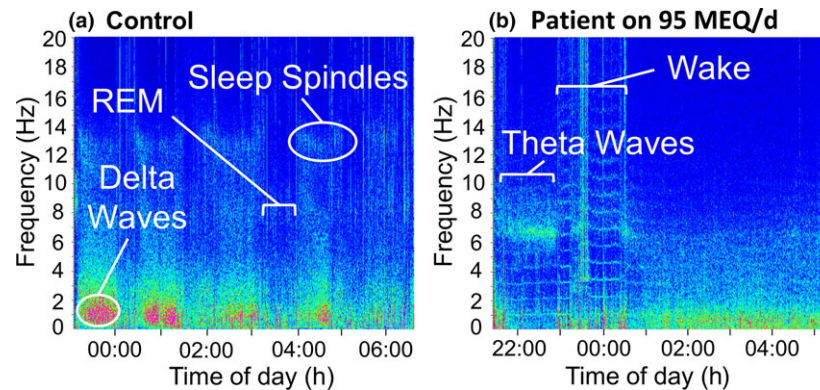 (a) Control
20
18
16
14
12
10
8
6
4
2
0
Frequency (Hz)
Sleep Spindles
REM
Delta
Waves
00:00 02:00 04:00 06:00
Time of day (h)
(b) Patient on 95 MEQ/d
20
18
16
14
12
10
8
6
4
2
0
Frequency (Hz)
Wake
Theta Waves
22:00 00:00 02:00 04:00
Time of day (h)